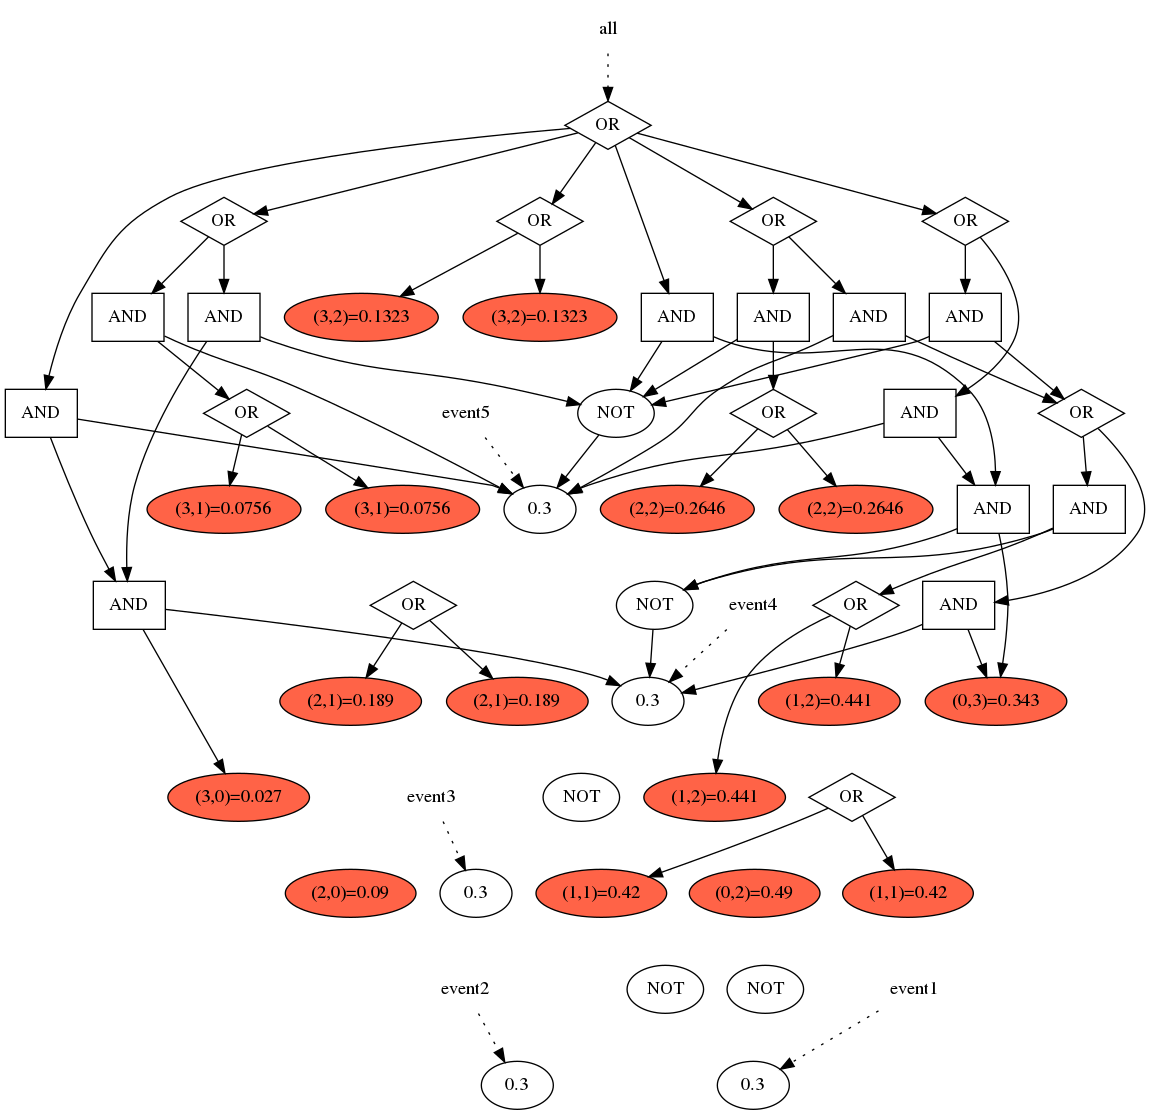 all
OR
OR
OR
OR
OR
AND
AND
(3,2)=0.1323
(3,2)=0.1323
AND
AND
AND
AND
AND
OR
event5
NOT
OR
AND
OR
(3,1)=0.0756
(3,1)=0.0756
0.3
(2,2)=0.2646
(2,2)=0.2646
AND
AND
AND
OR
NOT
event4
OR
AND
(2,1)=0.189
(2,1)=0.189
0.3
(1,2)=0.441
(0,3)=0.343
(3,0)=0.027
event3
NOT
(1,2)=0.441
OR
(2,0)=0.09
0.3
(1,1)=0.42
(0,2)=0.49
(1,1)=0.42
event2
NOT
NOT
event1
0.3
0.3